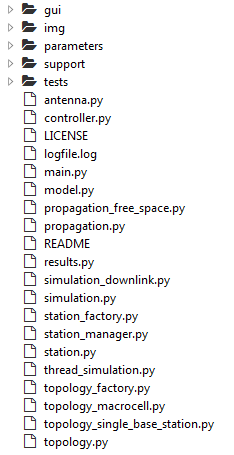 gui
img
parameters
support
tests
antenna.py
controller.py
LICENSE
logfile.log
main.py
model.py
propagation_free_space.py
propagation.py
README
results.py
simulation_downlink.py
simulation.py
station_factory.py
station_manager.py
station.py
thread_simulation.py
topology_factory.py
topology_macrocell.py
topology_single_base_station.py
topology.py